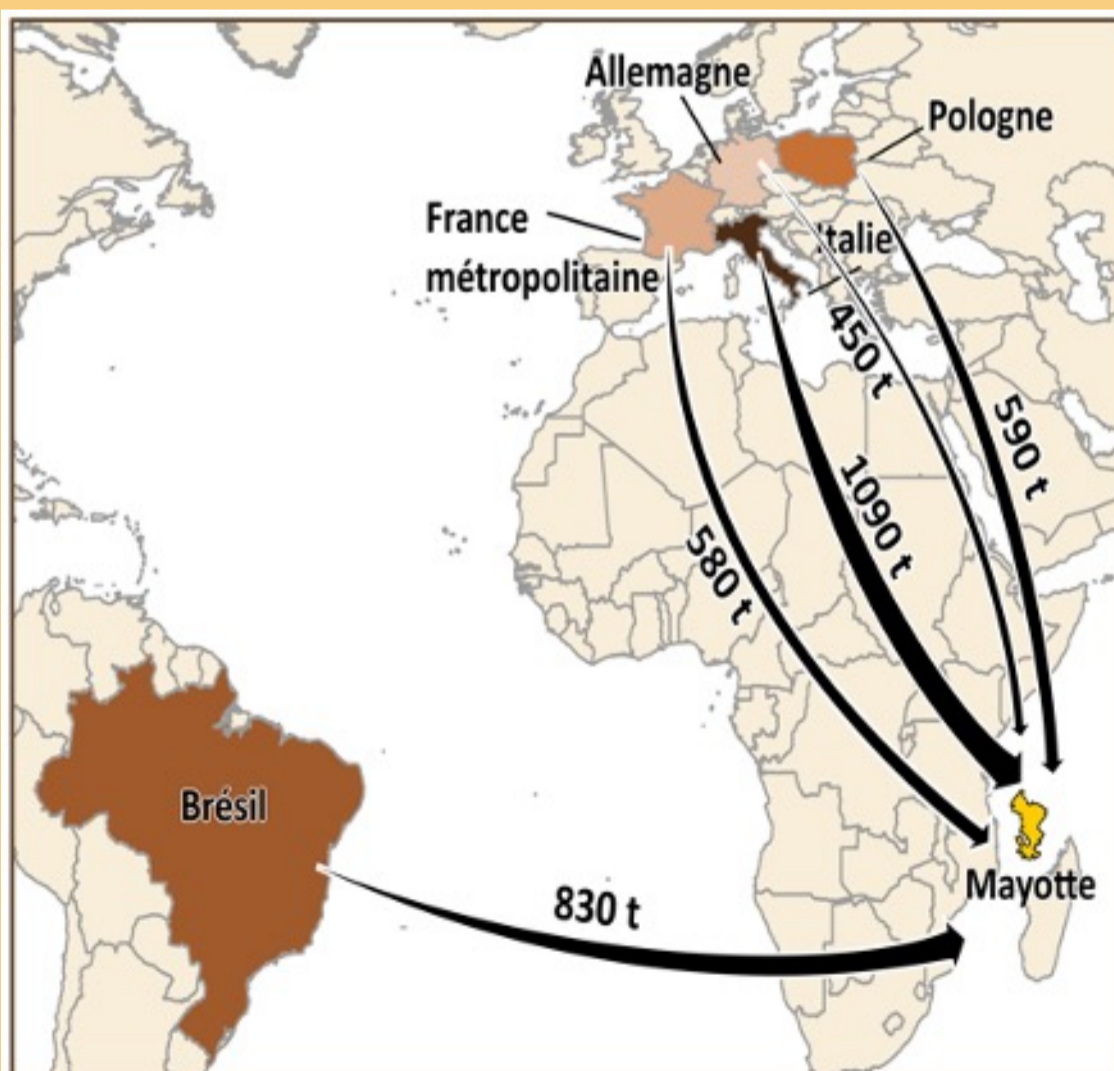 Allemagne
Pologne
France
métropolitaine
Italie
450 t
590 t
1090 t
580 t
Brésil
830 t
Mayotte